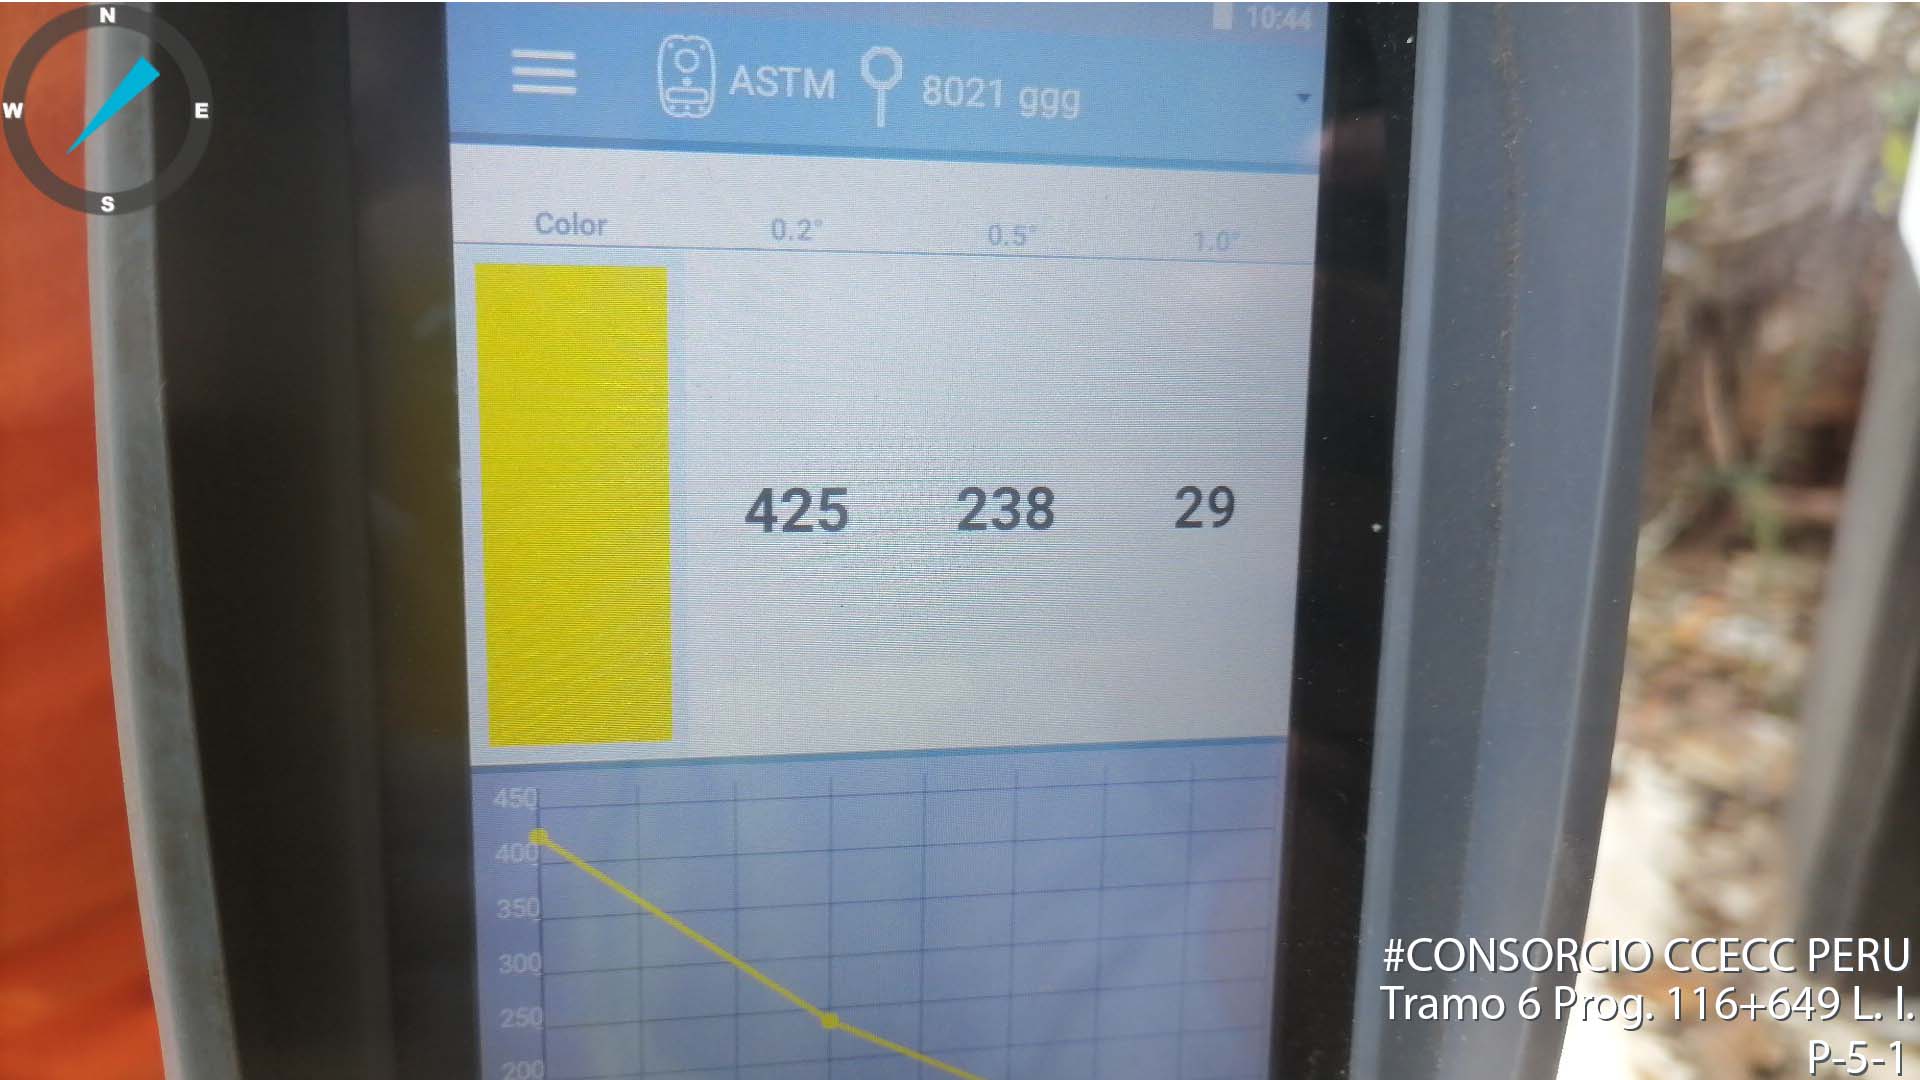 N
W E
S
10:44
ASTM 8021 ggg
Color 0.2° 0.5° 1.0°
425 238 29
450
400
350
300
250
200
#CONSORCIO CCECC PERU
Tramo 6 Prog. 116+649 L. I.
P-5-1